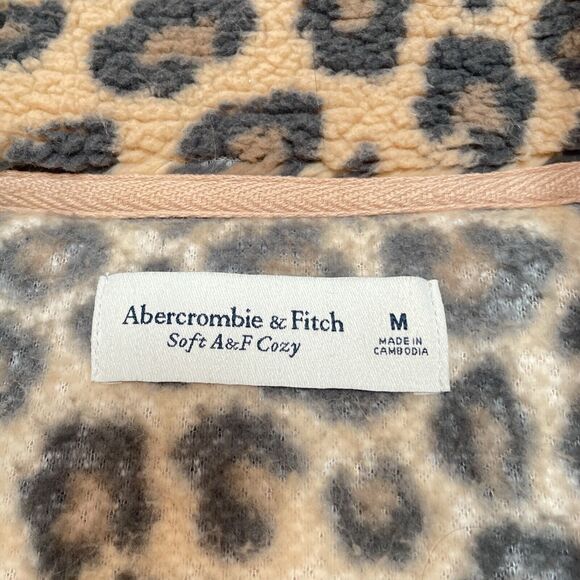 Abercrombie & Fitch
Soft A&F Cozy
M
MADE IN
CAMBODIA